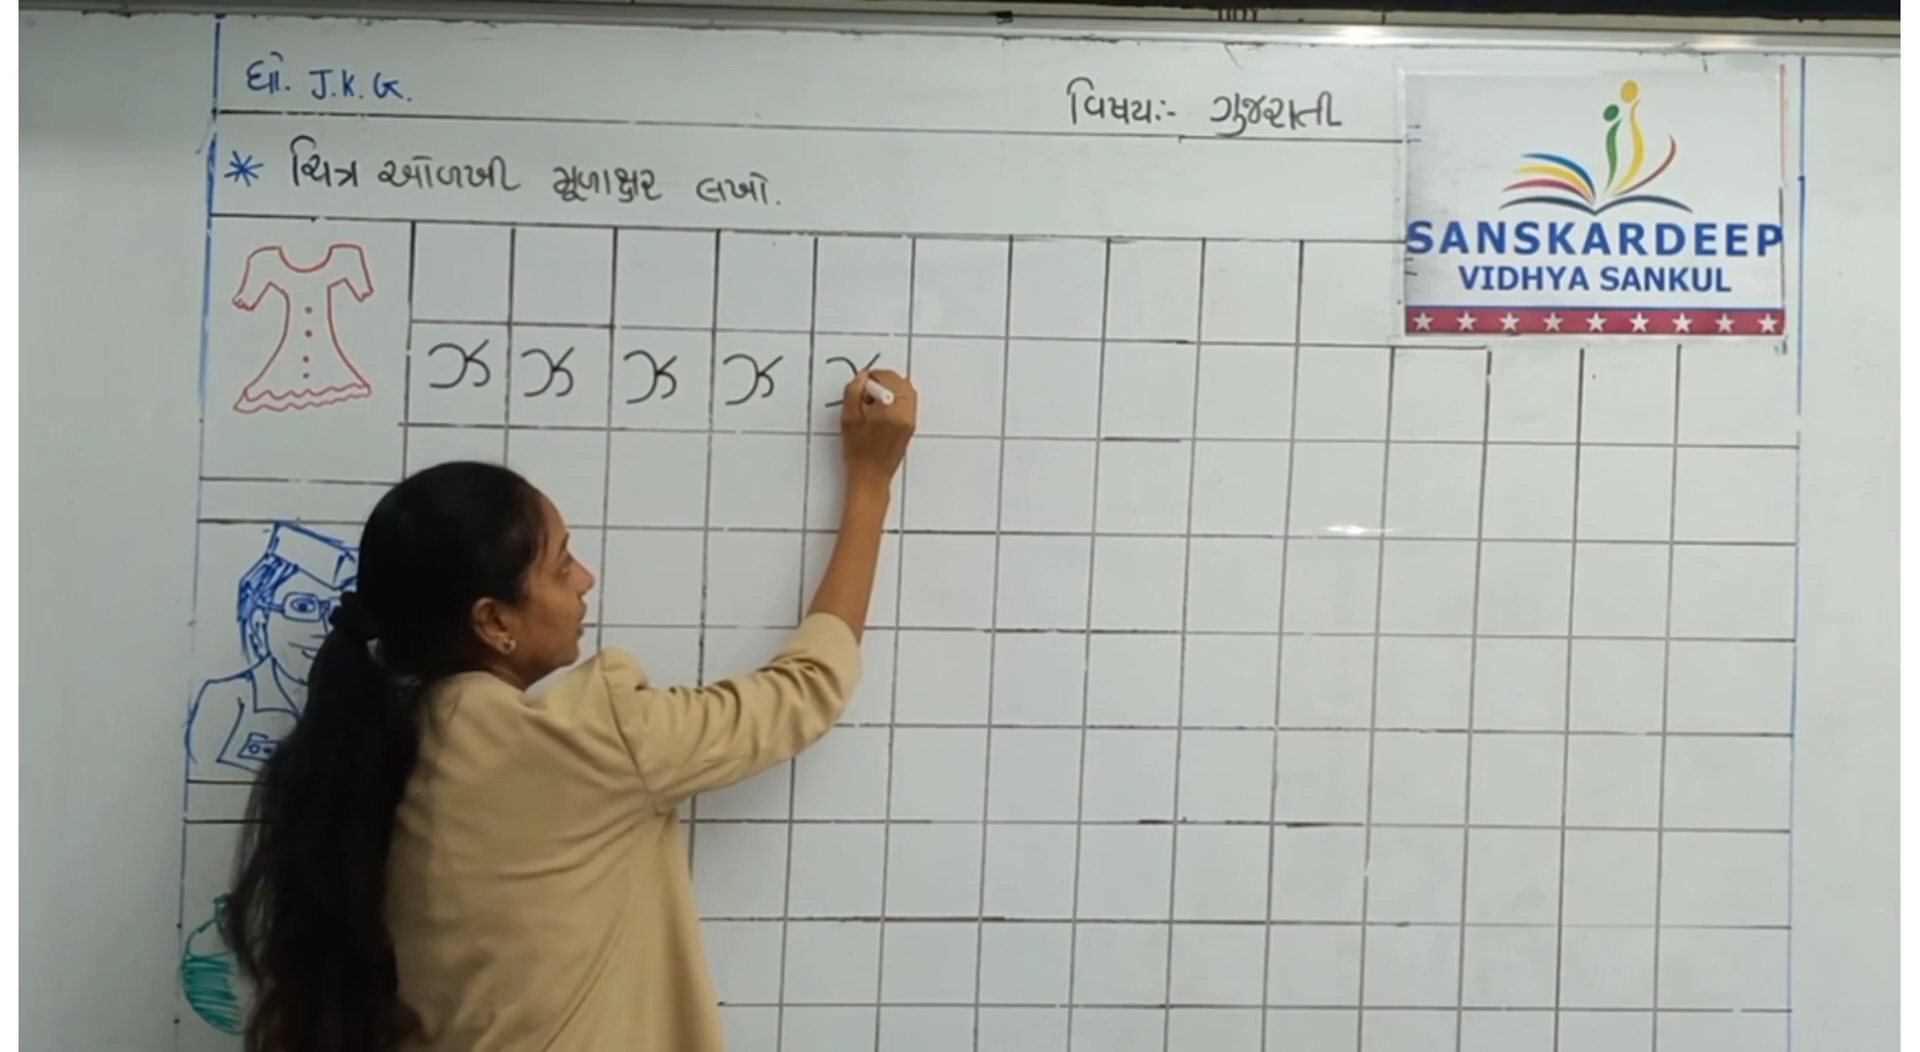 ધો. J.K.G.
વિષય:- ગુજરાતી
* ચિત્ર ઓળખી મૂળાક્ષર લખો.
SANSKARDEEP
VIDHYA SANKUL
ઝ ઝ ઝ ઝ